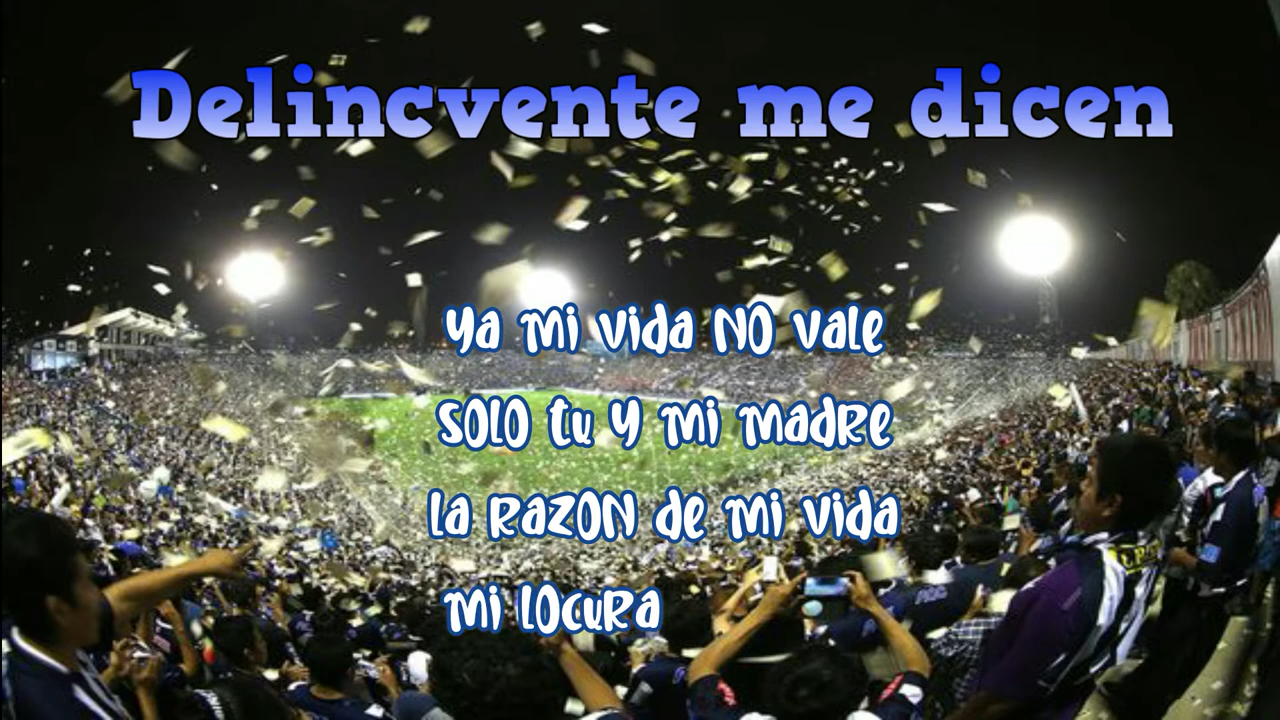 Delincvente me dicen
ya mi vida NO vale
SOLO tu y mi madRe
la RazON de mi vida
mi lOcuRa